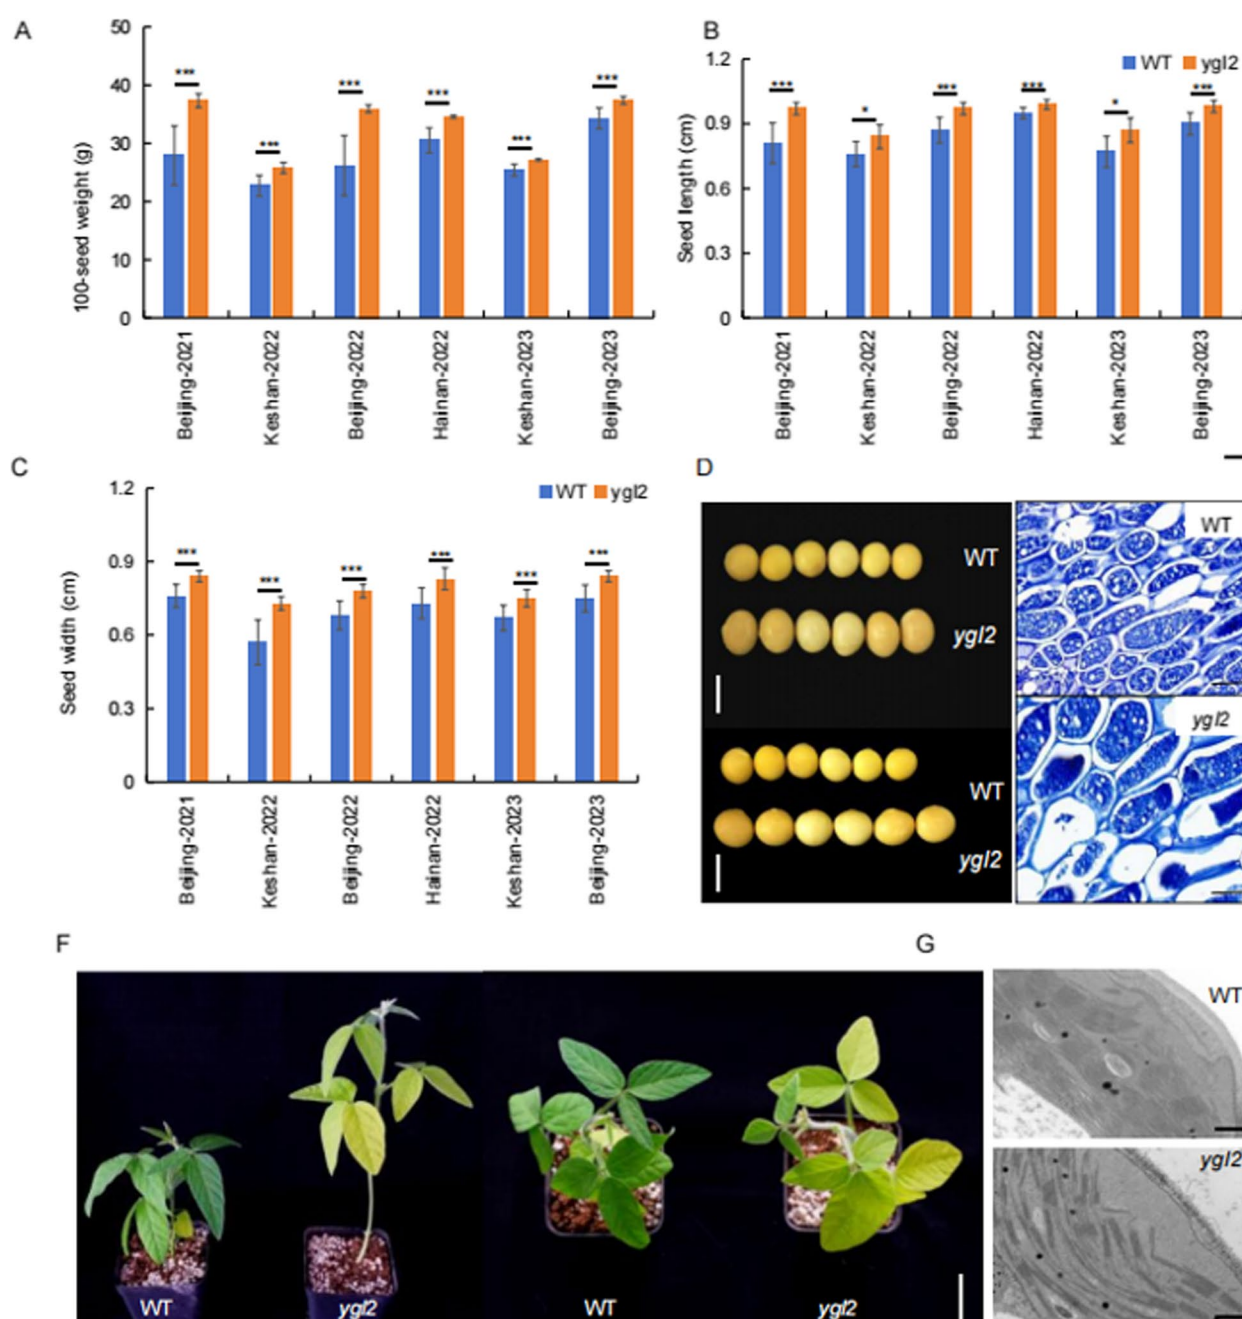 A
50
40
30
20
10
0
100-seed weight (g)
***
***
***
***
***
***
Beijing-2021
Keshan-2022
Beijing-2022
Hainan-2022
Keshan-2023
Beijing-2023
B
WT ygl2
1.2
0.9
0.6
0.3
0
Seed length (cm)
***
*
***
***
*
***
Beijing-2021
Keshan-2022
Beijing-2022
Hainan-2022
Keshan-2023
Beijing-2023
C
WT ygl2
1.2
0.9
0.6
0.3
0
Seed width (cm)
***
***
***
***
***
***
Beijing-2021
Keshan-2022
Beijing-2022
Hainan-2022
Keshan-2023
Beijing-2023
D
WT
ygl2
WT
ygl2
WT
ygl2
F
WT
ygl2
WT
ygl2
G
WT
ygl2